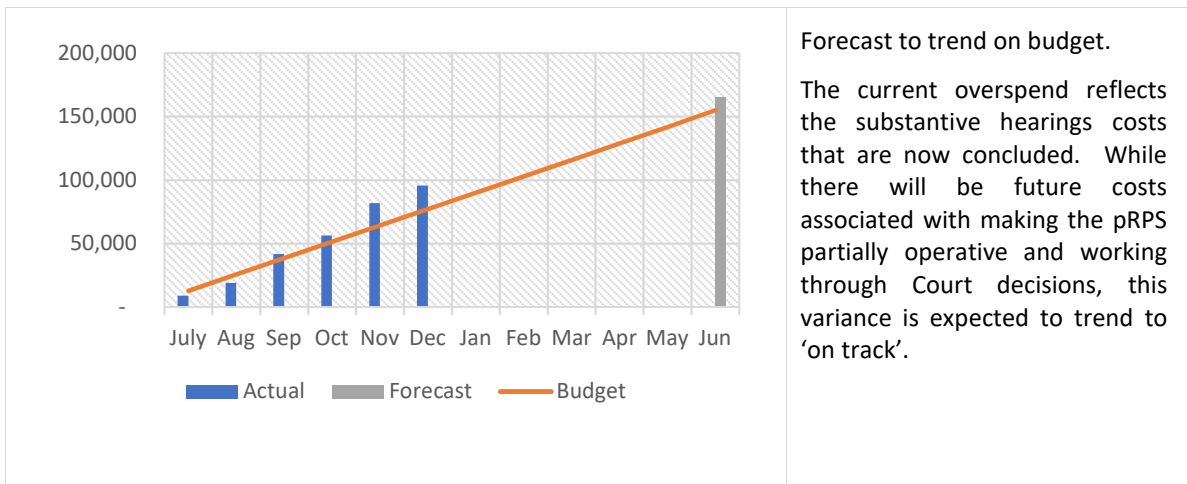 200,000
150,000
100,000
50,000
-
July Aug Sep Oct Nov Dec Jan Feb Mar Apr May Jun
Actual Forecast Budget
Forecast to trend on budget.
The current overspend reflects
the substantive hearings costs
that are now concluded. While
there will be future costs
associated with making the pRPS
partially operative and working
through Court decisions, this
variance is expected to trend to
‘on track’.